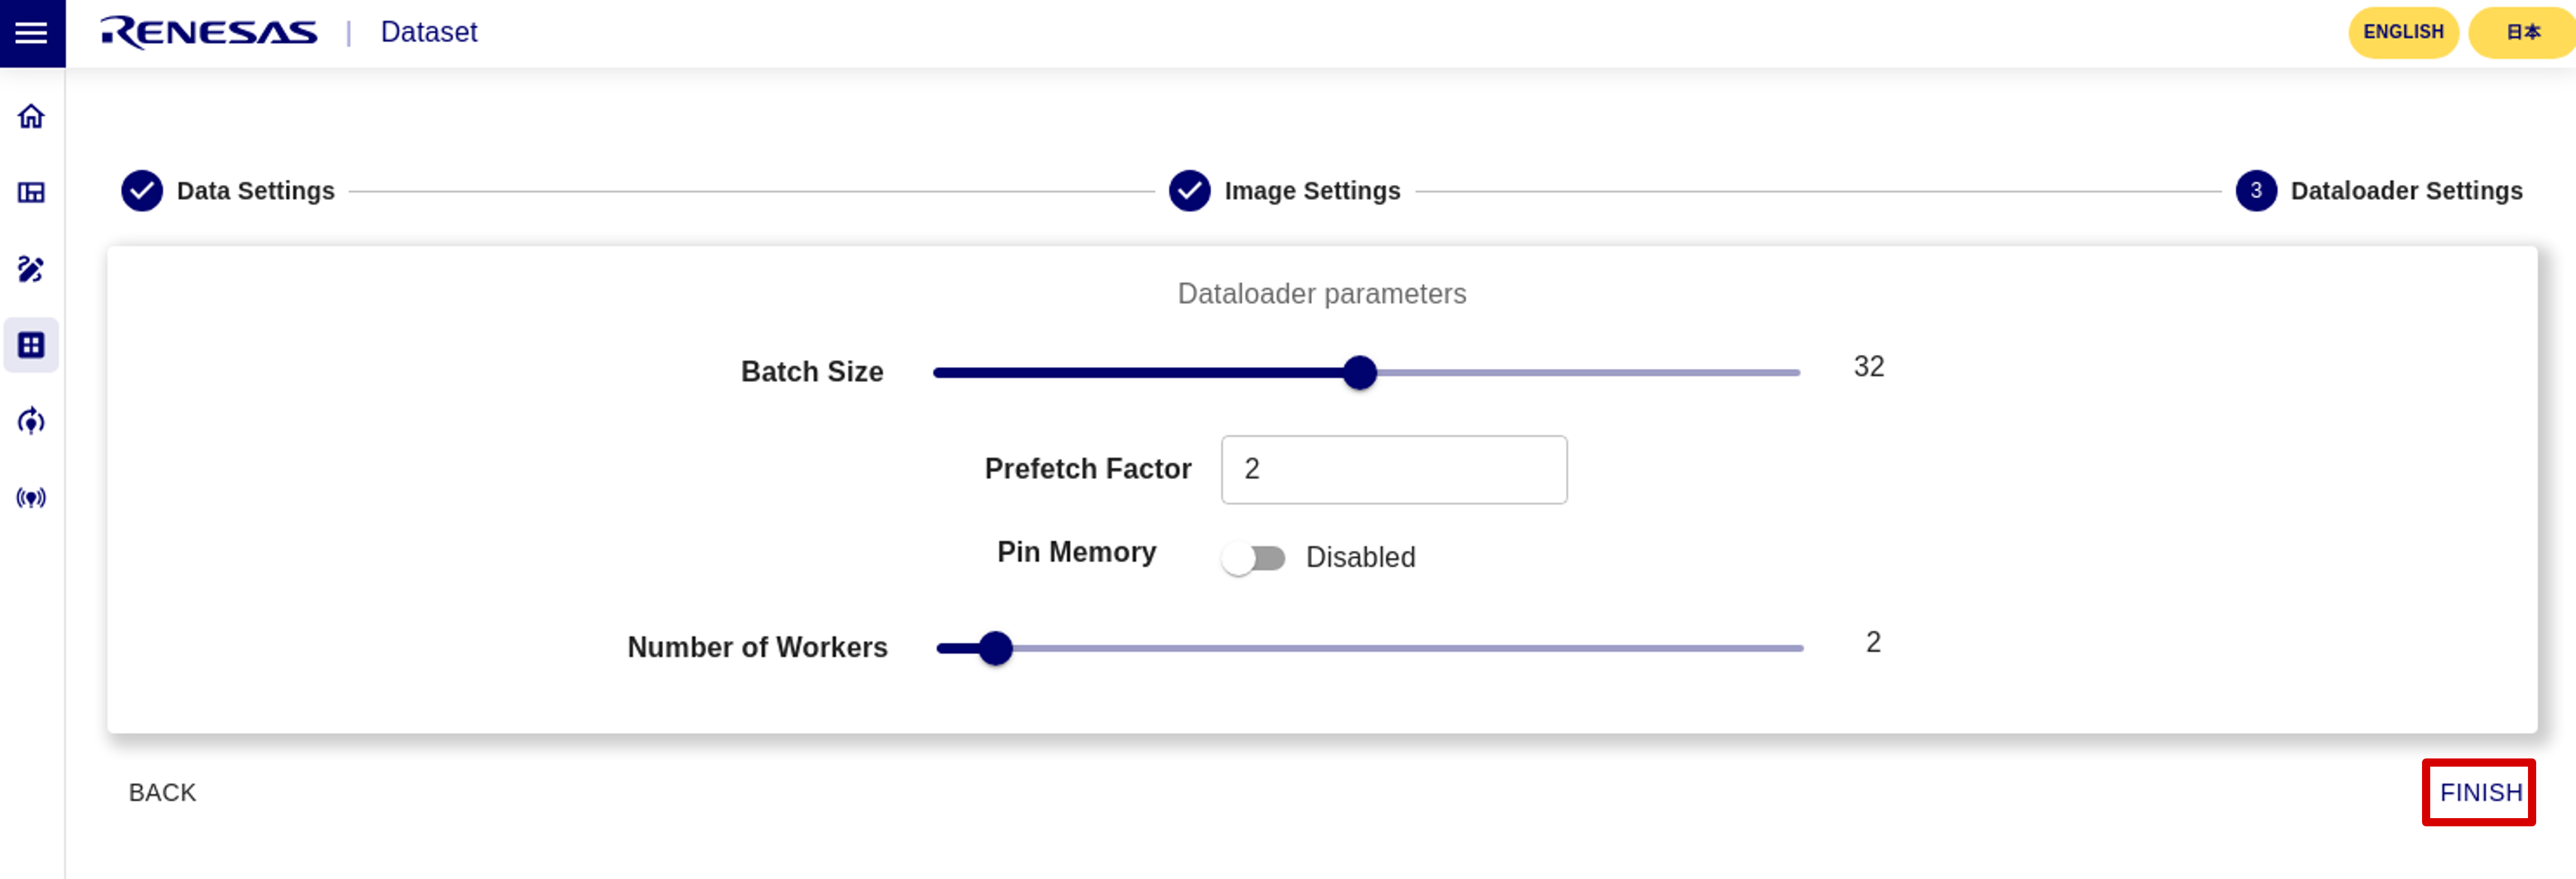 RENESAS | Dataset
ENGLISH
日本
Data Settings
Image Settings
3 Dataloader Settings
Dataloader parameters
Batch Size
32
Prefetch Factor
2
Pin Memory
Disabled
Number of Workers
2
BACK
FINISH